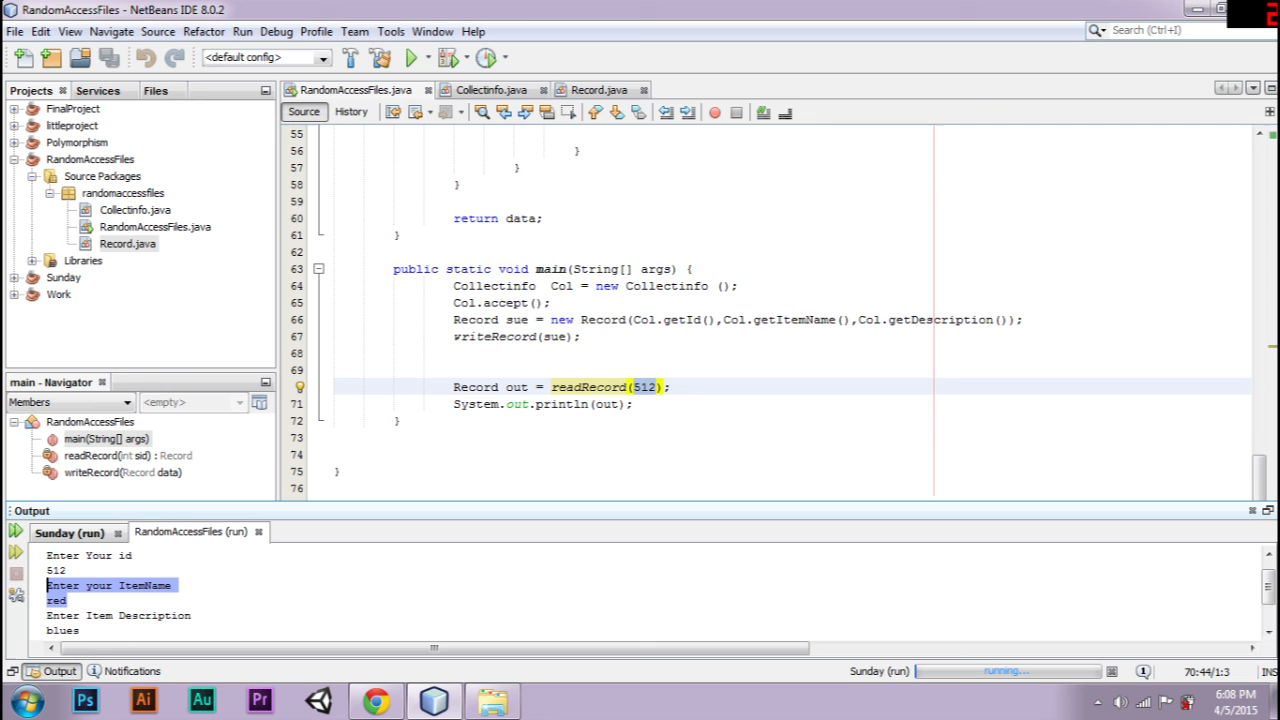 RandomAccessFiles - NetBeans IDE 8.0.2
2
File Edit View Navigate Source Refactor Run Debug Profile Team Tools Window Help
Search (Ctrl+I)
<default config>
Projects Services Files
RandomAccessFiles.java Collectinfo.java Record.java
Source History
FinalProject
littleproject
Polymorphism
RandomAccessFiles
Source Packages
randomaccessfiles
Collectinfo.java
RandomAccessFiles.java
Record.java
Libraries
Sunday
Work
55
56 }
57 }
58 }
59
60 return data;
61 }
62
63 public static void main(String[] args) {
64 Collectinfo Col = new Collectinfo ();
65 Col.accept();
66 Record sue = new Record(Col.getId(),Col.getItemName(),Col.getDescription());
67 writeRecord(sue);
68
69
Record out = readRecord(512);
71 System.out.println(out);
72 }
73
74
75 }
76
main - Navigator
Members <empty>
RandomAccessFiles
main(String[] args)
readRecord(int sid) : Record
writeRecord(Record data)
Output
Sunday (run) RandomAccessFiles (run)
Enter Your id
512
Enter your ItemName
red
Enter Item Description
blues
Output Notifications
Sunday (run) running... 1 70:44/1:3 INS
Ps Ai Au Pr
6:08 PM
4/5/2015